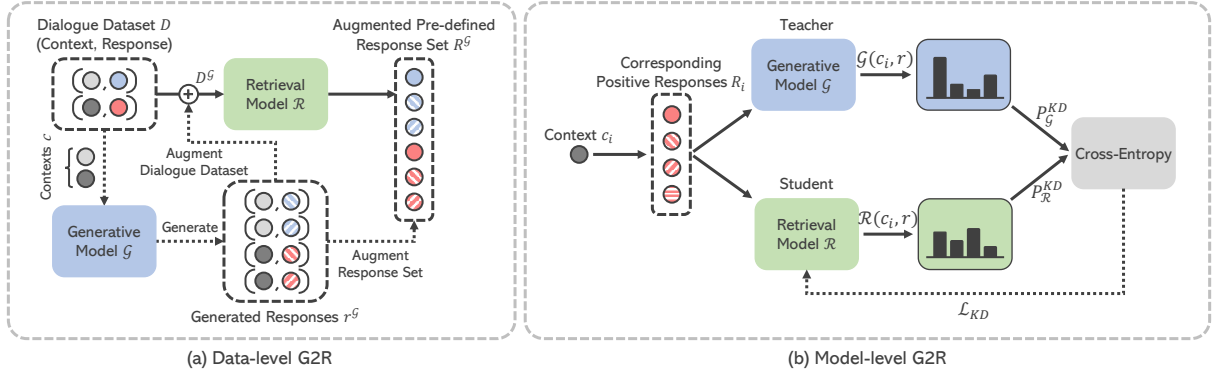 Dialogue Dataset D
(Context, Response)
Augmented Pre-defined
Response Set R^𝒢
D^𝒢
Retrieval
Model ℛ
Contexts c
Augment
Dialogue Dataset
Generative
Model 𝒢
Generate
Augment
Response Set
Generated Responses r^𝒢
(a) Data-level G2R
Teacher
Corresponding
Positive Responses R_i
Generative
Model 𝒢
𝒢(c_i, r)
P_𝒢^KD
Context c_i
Cross-Entropy
Student
P_ℛ^KD
Retrieval
Model ℛ
ℛ(c_i, r)
ℒ_KD
(b) Model-level G2R